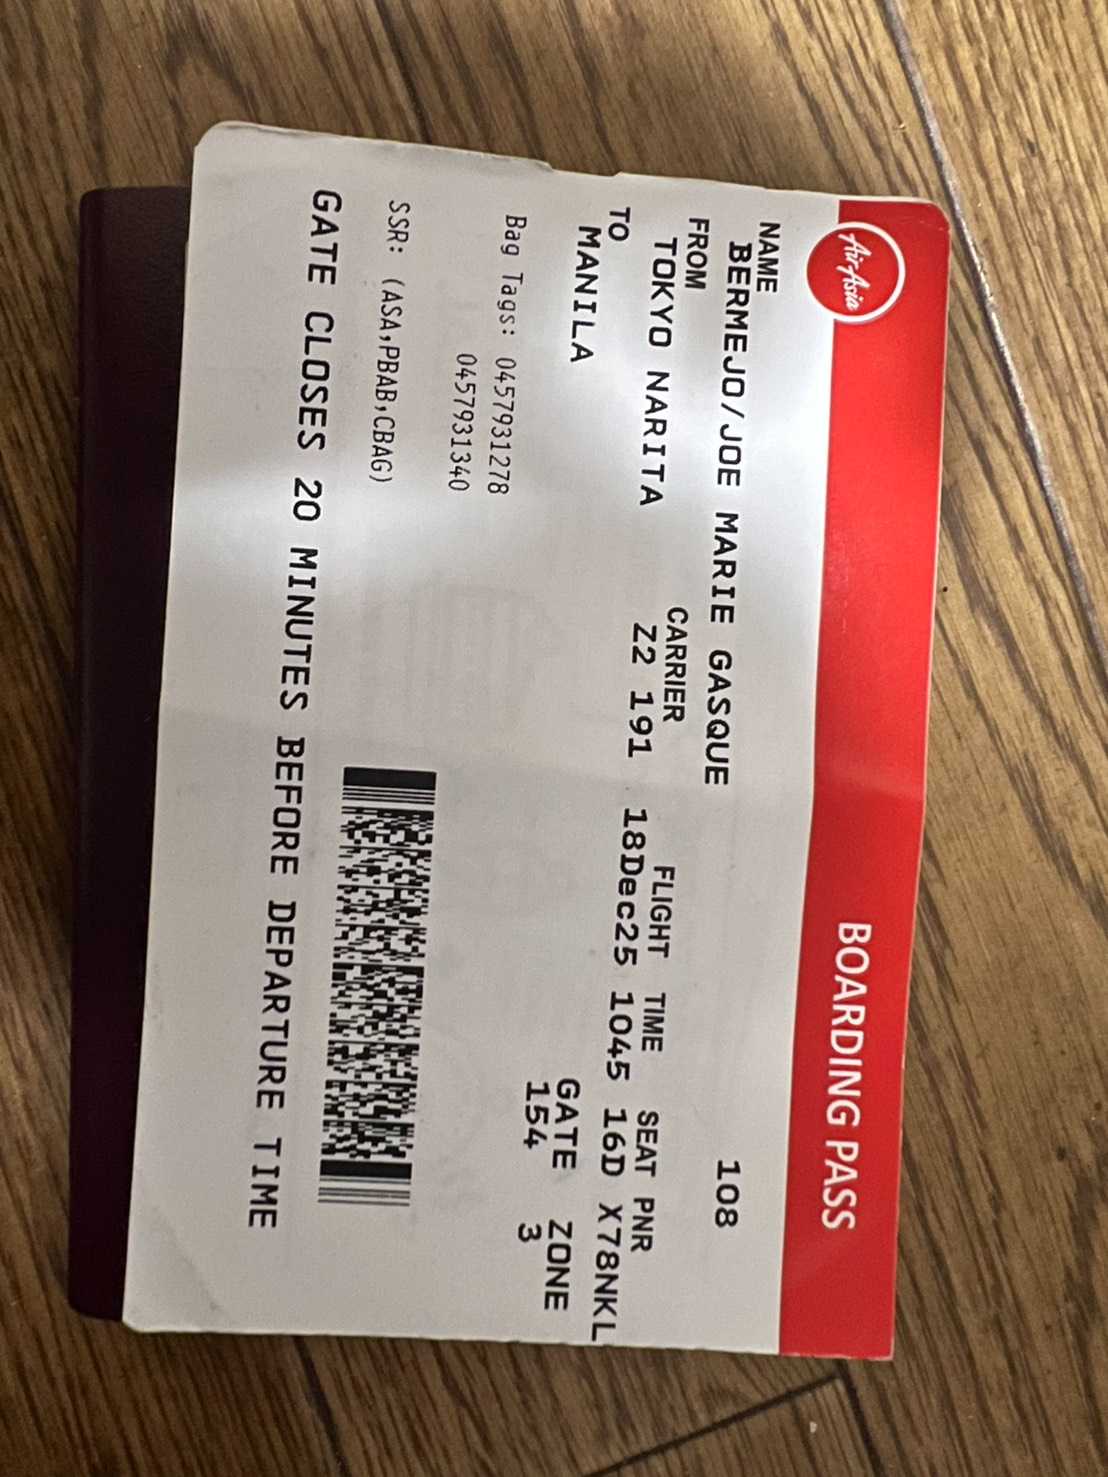 AirAsia BOARDING PASS
NAME
BERMEJO/JOE MARIE GASQUE 108
FROM CARRIER FLIGHT TIME SEAT PNR
TOKYO NARITA Z2 191 18Dec25 1045 16D X78NKL
TO
MANILA GATE ZONE
154 3
Bag Tags: 0457931278
0457931340
SSR: (ASA,PBAB,CBAG)
GATE CLOSES 20 MINUTES BEFORE DEPARTURE TIME